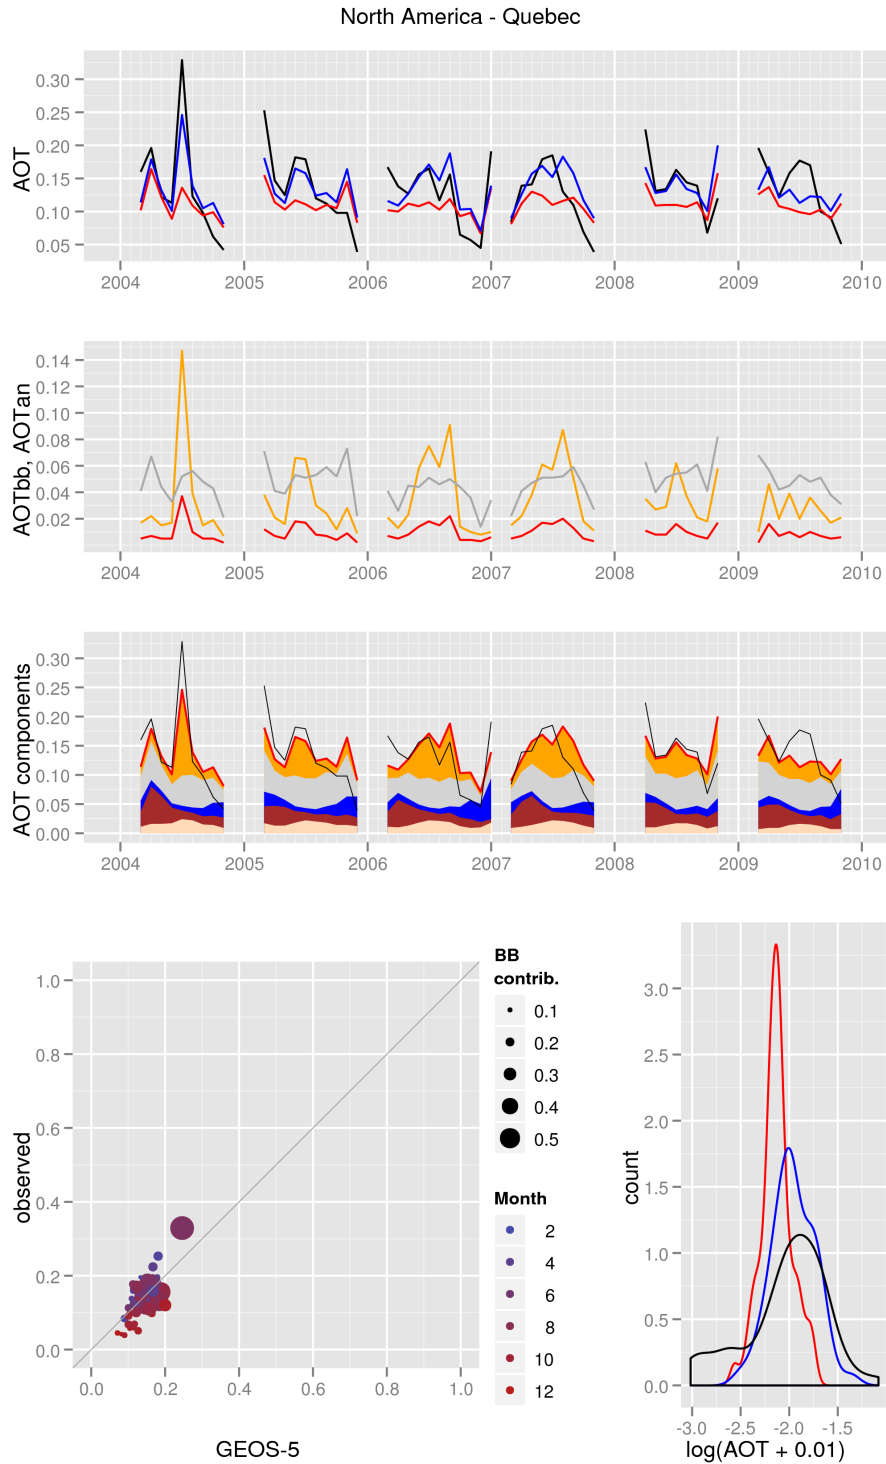 North America - Quebec
AOT
0.30
0.25
0.20
0.15
0.10
0.05
2004 2005 2006 2007 2008 2009 2010
AOTbb, AOTan
0.14
0.12
0.10
0.08
0.06
0.04
0.02
2004 2005 2006 2007 2008 2009 2010
AOT components
0.30
0.25
0.20
0.15
0.10
0.05
0.00
2004 2005 2006 2007 2008 2009 2010
observed
1.0
0.8
0.6
0.4
0.2
0.0
0.0 0.2 0.4 0.6 0.8 1.0
GEOS-5
BB
contrib.
0.1
0.2
0.3
0.4
0.5
Month
2
4
6
8
10
12
count
3.0
2.5
2.0
1.5
1.0
0.5
0.0
-3.0 -2.5 -2.0 -1.5
log(AOT + 0.01)